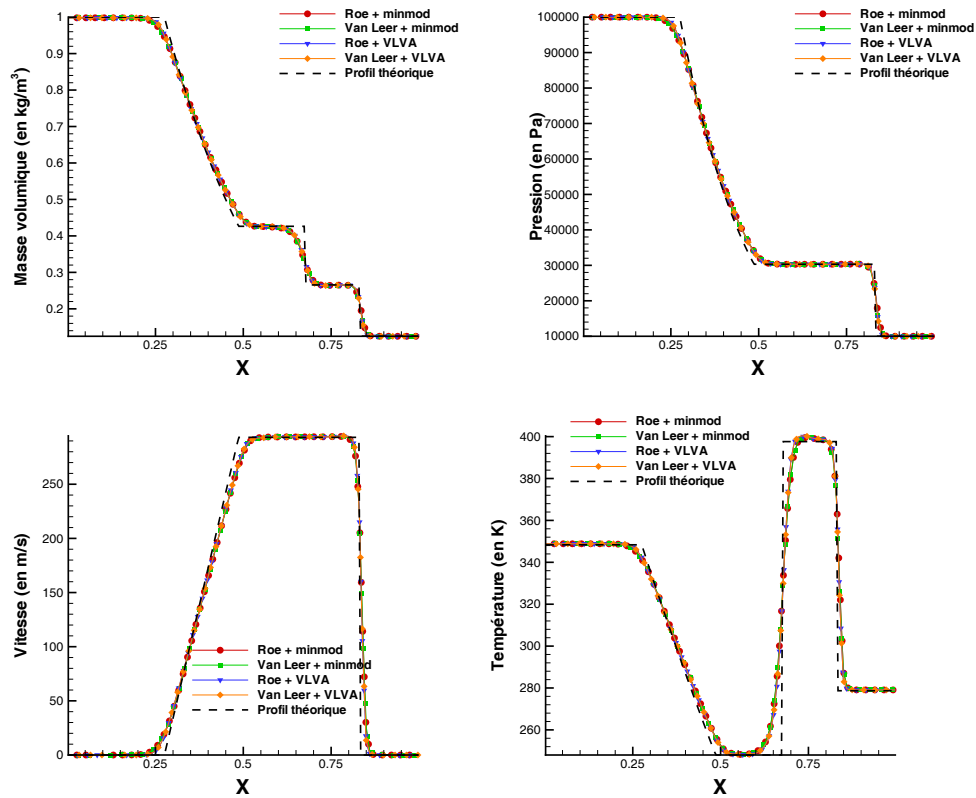 Masse volumique (en kg/m³)
1
0.9
0.8
0.7
0.6
0.5
0.4
0.3
0.2
0.25
0.5
0.75
X
Roe + minmod
Van Leer + minmod
Roe + VLVA
Van Leer + VLVA
Profil théorique
Pression (en Pa)
100000
90000
80000
70000
60000
50000
40000
30000
20000
10000
0.25
0.5
0.75
X
Roe + minmod
Van Leer + minmod
Roe + VLVA
Van Leer + VLVA
Profil théorique
Vitesse (en m/s)
250
200
150
100
50
0
0.25
0.5
0.75
X
Roe + minmod
Van Leer + minmod
Roe + VLVA
Van Leer + VLVA
Profil théorique
Température (en K)
400
380
360
340
320
300
280
260
0.25
0.5
0.75
X
Roe + minmod
Van Leer + minmod
Roe + VLVA
Van Leer + VLVA
Profil théorique